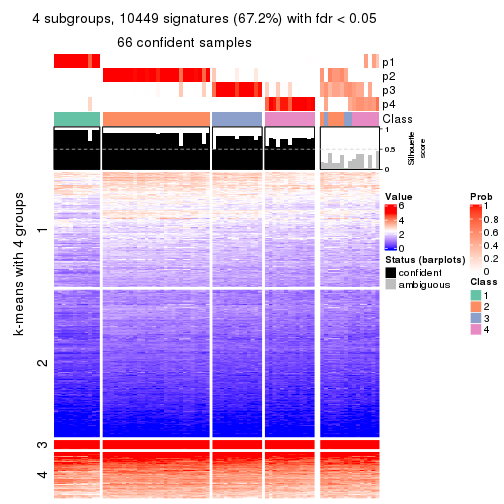 4 subgroups, 10449 signatures (67.2%) with fdr < 0.05
66 confident samples
p1
p2
p3
p4
Class
1
0.5
0
Silhouette
score
k-means with 4 groups
1
2
3
4
Value
6
4
2
0
Status (barplots)
confident
ambiguous
Prob
1
0.8
0.6
0.4
0.2
0
Class
1
2
3
4